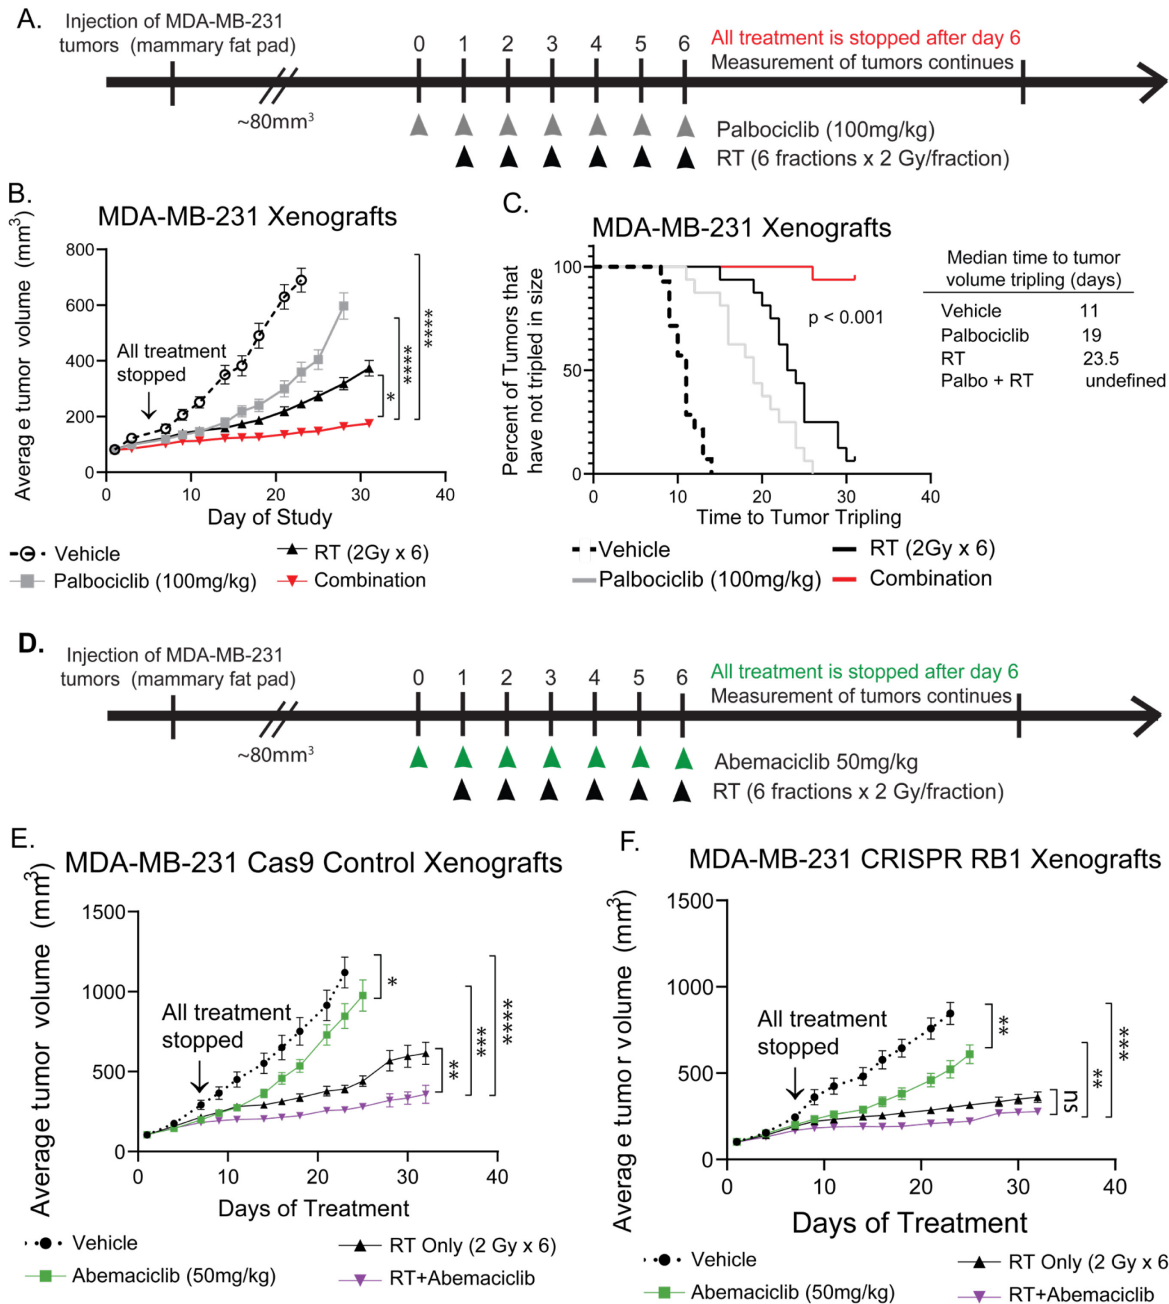 A.
Injection of MDA-MB-231
tumors (mammary fat pad)
~80mm3
0 1 2 3 4 5 6
All treatment is stopped after day 6
Measurement of tumors continues
Palbociclib (100mg/kg)
RT (6 fractions x 2 Gy/fraction)
B.
MDA-MB-231 Xenografts
Average tumor volume (mm3)
800
600
400
200
0
All treatment
stopped
****
****
*
0 10 20 30 40
Day of Study
Vehicle
RT (2Gy x 6)
Palbociclib (100mg/kg)
Combination
C.
MDA-MB-231 Xenografts
Percent of Tumors that
have not tripled in size
100
50
0
p < 0.001
0 10 20 30 40
Time to Tumor Tripling
Vehicle
RT (2Gy x 6)
Palbociclib (100mg/kg)
Combination
Median time to tumor
volume tripling (days)
Vehicle 11
Palbociclib 19
RT 23.5
Palbo + RT undefined
D.
Injection of MDA-MB-231
tumors (mammary fat pad)
~80mm3
0 1 2 3 4 5 6
All treatment is stopped after day 6
Measurement of tumors continues
Abemaciclib 50mg/kg
RT (6 fractions x 2 Gy/fraction)
E.
MDA-MB-231 Cas9 Control Xenografts
Average tumor volume (mm3)
1500
1000
500
0
All treatment
stopped
*
**
***
****
0 10 20 30 40
Days of Treatment
Vehicle
RT Only (2 Gy x 6)
Abemaciclib (50mg/kg)
RT+Abemaciclib
F.
MDA-MB-231 CRISPR RB1 Xenografts
Average tumor volume (mm3)
1500
1000
500
0
All treatment
stopped
**
ns
**
***
0 10 20 30 40
Days of Treatment
Vehicle
RT Only (2 Gy x 6
Abemaciclib (50mg/kg)
RT+Abemaciclib